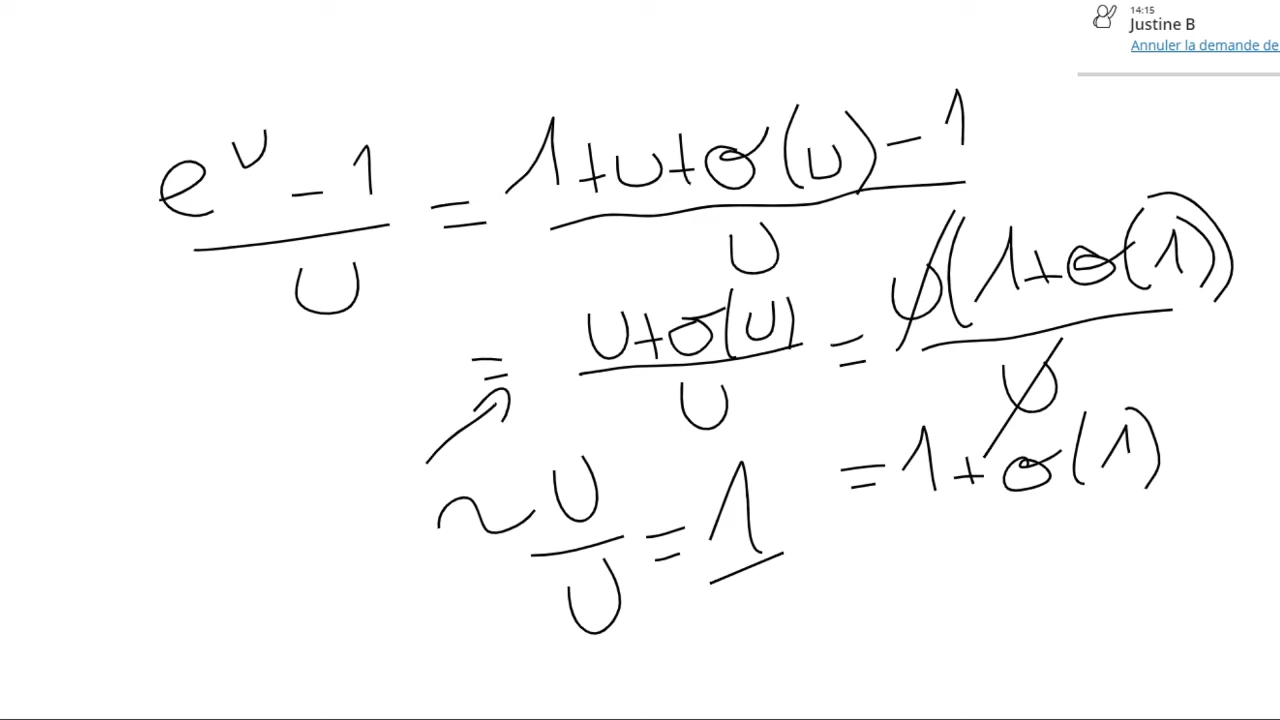 14:15
Justine B
Annuler la demande de
(e^u - 1)/u = (1+u+o(u)-1)/u
= (u+o(u))/u = u(1+o(1))/u
~ u/u = 1
= 1+o(1)